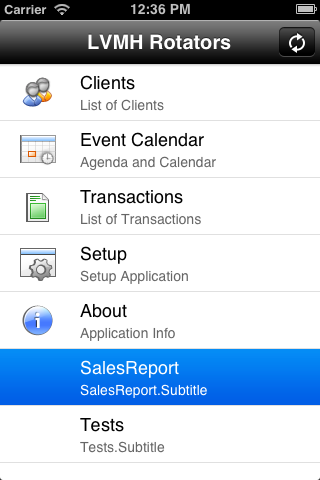 Carrier 12:36 PM
LVMH Rotators
Clients
List of Clients
Event Calendar
Agenda and Calendar
Transactions
List of Transactions
Setup
Setup Application
About
Application Info
SalesReport
SalesReport.Subtitle
Tests
Tests.Subtitle